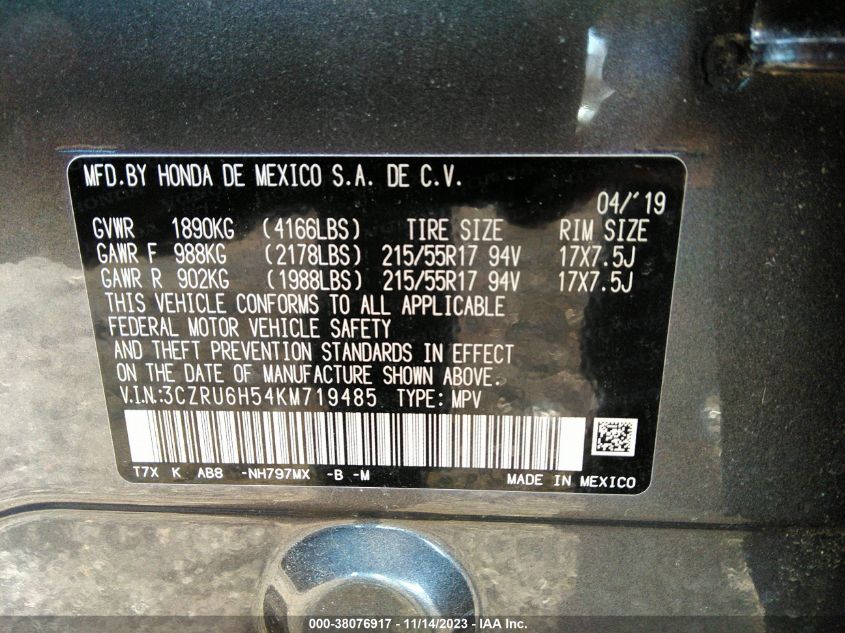 MFD.BY HONDA DE MEXICO S.A. DE C.V.
04/'19
GVWR 1890KG (4166LBS) TIRE SIZE RIM SIZE
GAWR F 988KG (2178LBS) 215/55R17 94V 17X7.5J
GAWR R 902KG (1988LBS) 215/55R17 94V 17X7.5J
THIS VEHICLE CONFORMS TO ALL APPLICABLE
FEDERAL MOTOR VEHICLE SAFETY
AND THEFT PREVENTION STANDARDS IN EFFECT
ON THE DATE OF MANUFACTURE SHOWN ABOVE.
V.I.N:3CZRU6H54KM719485 TYPE: MPV
T7X K AB8 -NH797MX -B -M
MADE IN MEXICO
000-38076917 - 11/14/2023 - IAA Inc.